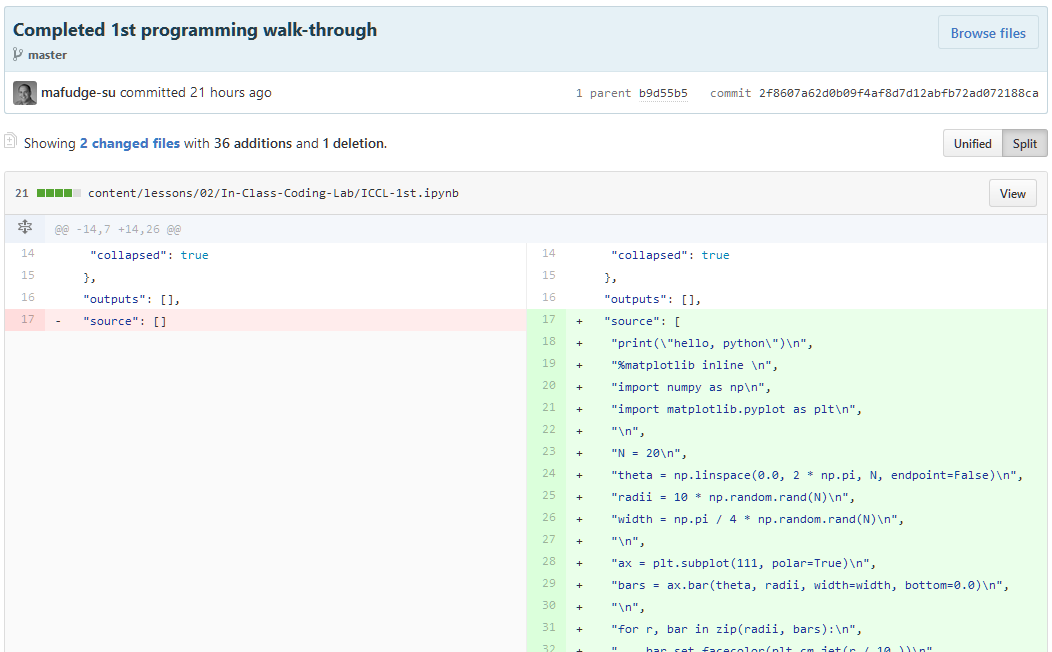 Completed 1st programming walk-through
Browse files
master
mafudge-su committed 21 hours ago
1 parent b9d55b5 commit 2f8607a62d0b09f4af8d7d12abfb72ad072188ca
Showing 2 changed files with 36 additions and 1 deletion.
Unified Split
21 content/lessons/02/In-Class-Coding-Lab/ICCL-1st.ipynb
View
@@ -14,7 +14,26 @@
14 "collapsed": true 14 "collapsed": true
15 }, 15 },
16 "outputs": [], 16 "outputs": [],
17 - "source": [] 17 + "source": [
18 + "print(\"hello, python\")\n",
19 + "%matplotlib inline \n",
20 + "import numpy as np\n",
21 + "import matplotlib.pyplot as plt\n",
22 + "\n",
23 + "N = 20\n",
24 + "theta = np.linspace(0.0, 2 * np.pi, N, endpoint=False)\n",
25 + "radii = 10 * np.random.rand(N)\n",
26 + "width = np.pi / 4 * np.random.rand(N)\n",
27 + "\n",
28 + "ax = plt.subplot(111, polar=True)\n",
29 + "bars = ax.bar(theta, radii, width=width, bottom=0.0)\n",
30 + "\n",
31 + "for r, bar in zip(radii, bars):\n",
32 + " bar.set_facecolor(plt.cm.jet(r / 10.))\n"